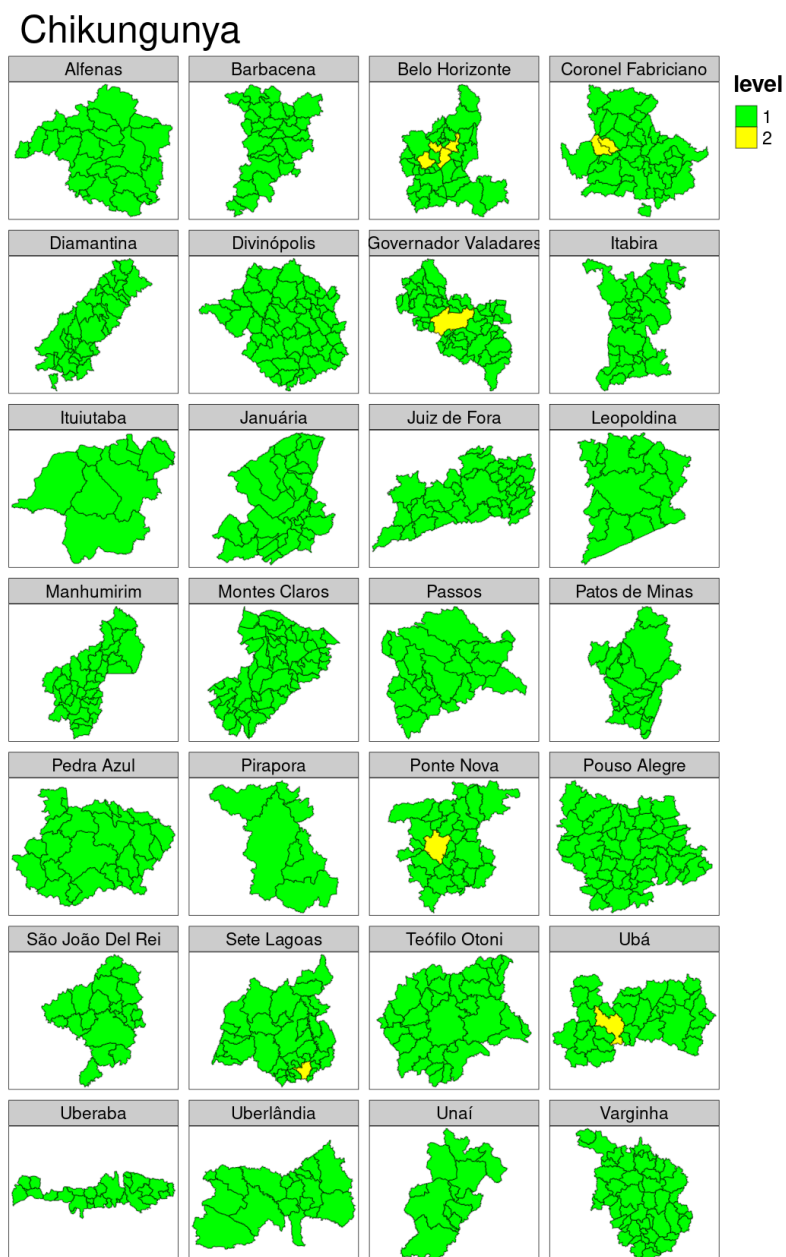 Chikungunya
Alfenas
Barbacena
Belo Horizonte
Coronel Fabriciano
level
1
2
Diamantina
Divinópolis
Governador Valadares
Itabira
Ituiutaba
Januária
Juiz de Fora
Leopoldina
Manhumirim
Montes Claros
Passos
Patos de Minas
Pedra Azul
Pirapora
Ponte Nova
Pouso Alegre
São João Del Rei
Sete Lagoas
Teófilo Otoni
Ubá
Uberaba
Uberlândia
Unaí
Varginha